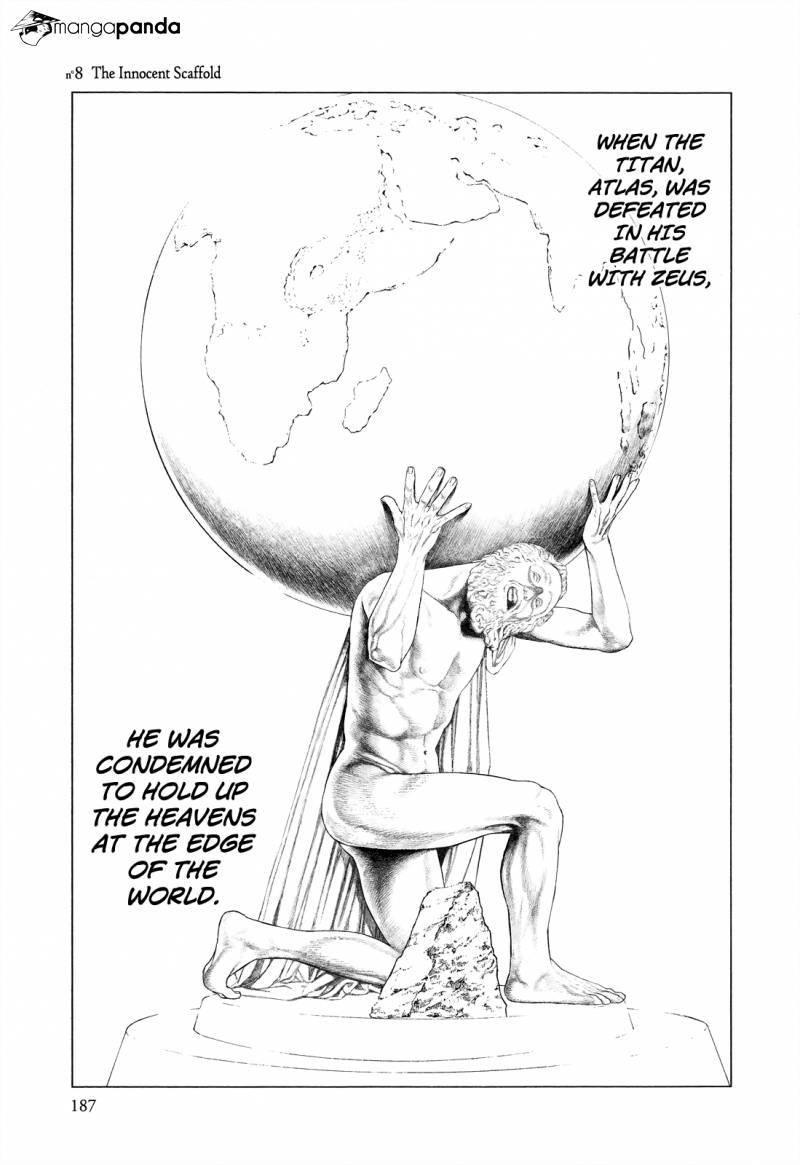 mangapanda
nº8 The Innocent Scaffold
WHEN THE
TITAN,
ATLAS, WAS
DEFEATED
IN HIS
BATTLE
WITH ZEUS,
HE WAS
CONDEMNED
TO HOLD UP
THE HEAVENS
AT THE EDGE
OF THE
WORLD.
187